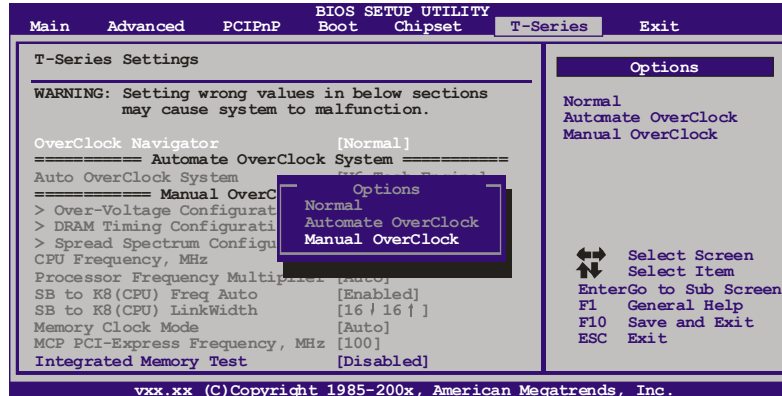 BIOS SETUP UTILITY
Main Advanced PCIPnP Boot Chipset T-Series Exit
T-Series Settings
WARNING: Setting wrong values in below sections
may cause system to malfunction.
OverClock Navigator [Normal]
=========== Automate OverClock System ===========
Auto OverClock System [V6-Tech Engine]
============ Manual OverC
> Over-Voltage Configurat
> DRAM Timing Configurati
> Spread Spectrum Configu
CPU Frequency, MHz
Processor Frequency Multiplier [Auto]
SB to K8(CPU) Freq Auto [Enabled]
SB to K8(CPU) LinkWidth [16 ↓ 16 ↑ ]
Memory Clock Mode [Auto]
MCP PCI-Express Frequency, MHz [100]
Integrated Memory Test [Disabled]
Options
Normal
Automate OverClock
Manual OverClock
Options
Normal
Automate OverClock
Manual OverClock
Select Screen
Select Item
EnterGo to Sub Screen
F1 General Help
F10 Save and Exit
ESC Exit
vxx.xx (C)Copyright 1985-200x, American Megatrends, Inc.